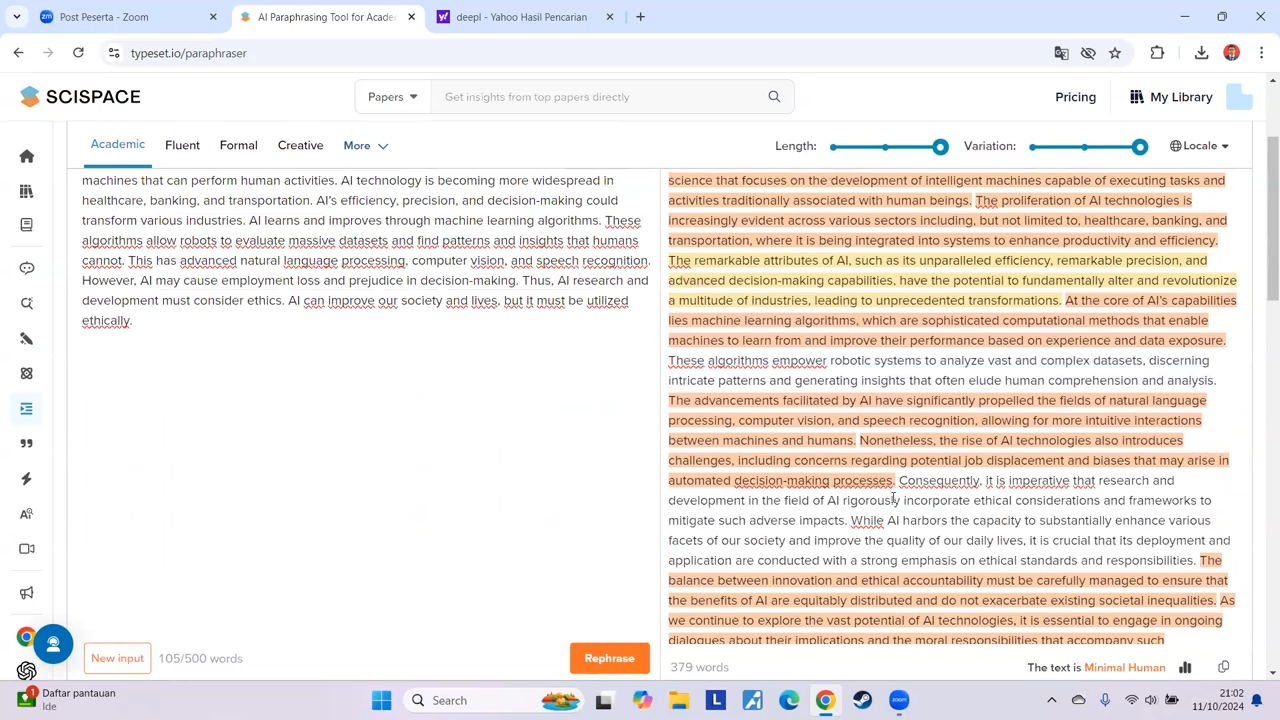 Post Peserta - Zoom
AI Paraphrasing Tool for Acade
deepl - Yahoo Hasil Pencarian
typeset.io/paraphraser
SCISPACE
Papers
Get insights from top papers directly
Pricing
My Library
Academic
Fluent
Formal
Creative
More
Length:
Variation:
Locale
machines that can perform human activities. AI technology is becoming more widespread in
healthcare, banking, and transportation. AI's efficiency, precision, and decision-making could
transform various industries. AI learns and improves through machine learning algorithms. These
algorithms allow robots to evaluate massive datasets and find patterns and insights that humans
cannot. This has advanced natural language processing, computer vision, and speech recognition.
However, AI may cause employment loss and prejudice in decision-making. Thus, AI research and
development must consider ethics. AI can improve our society and lives, but it must be utilized
ethically.
science that focuses on the development of intelligent machines capable of executing tasks and
activities traditionally associated with human beings. The proliferation of AI technologies is
increasingly evident across various sectors including, but not limited to, healthcare, banking, and
transportation, where it is being integrated into systems to enhance productivity and efficiency.
The remarkable attributes of AI, such as its unparalleled efficiency, remarkable precision, and
advanced decision-making capabilities, have the potential to fundamentally alter and revolutionize
a multitude of industries, leading to unprecedented transformations. At the core of AI's capabilities
lies machine learning algorithms, which are sophisticated computational methods that enable
machines to learn from and improve their performance based on experience and data exposure.
These algorithms empower robotic systems to analyze vast and complex datasets, discerning
intricate patterns and generating insights that often elude human comprehension and analysis.
The advancements facilitated by AI have significantly propelled the fields of natural language
processing, computer vision, and speech recognition, allowing for more intuitive interactions
between machines and humans. Nonetheless, the rise of AI technologies also introduces
challenges, including concerns regarding potential job displacement and biases that may arise in
automated decision-making processes. Consequently, it is imperative that research and
development in the field of AI rigorously incorporate ethical considerations and frameworks to
mitigate such adverse impacts. While AI harbors the capacity to substantially enhance various
facets of our society and improve the quality of our daily lives, it is crucial that its deployment and
application are conducted with a strong emphasis on ethical standards and responsibilities. The
balance between innovation and ethical accountability must be carefully managed to ensure that
the benefits of AI are equitably distributed and do not exacerbate existing societal inequalities. As
we continue to explore the vast potential of AI technologies, it is essential to engage in ongoing
dialogues about their implications and the moral responsibilities that accompany such
New input
105/500 words
Rephrase
379 words
The text is Minimal Human
1
Daftar pantauan
Ide
Search
21:02
11/10/2024